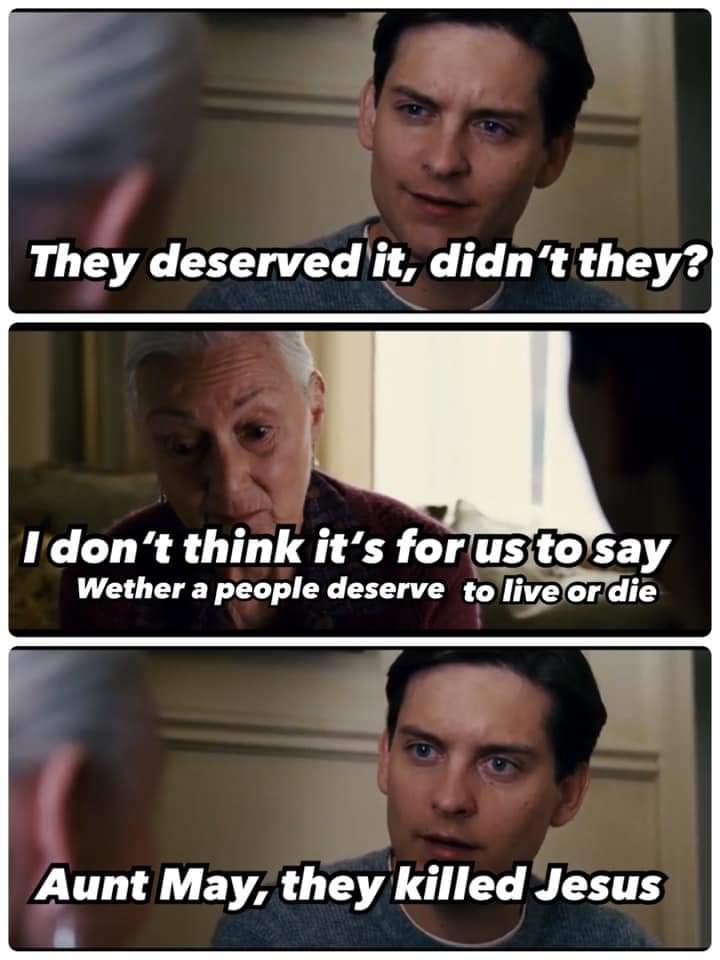 They deserved it, didn't they?
I don't think it's for us to say
Wether a people deserve to live or die
Aunt May, they killed Jesus